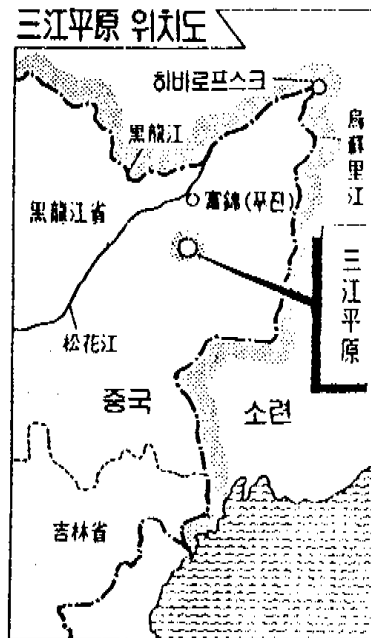 三江平原 위치도
히바로프스크
烏蘇里江
黑龍江
黑龍江省
富錦(푸진)
三江平原
松花江
중국
소련
吉林省